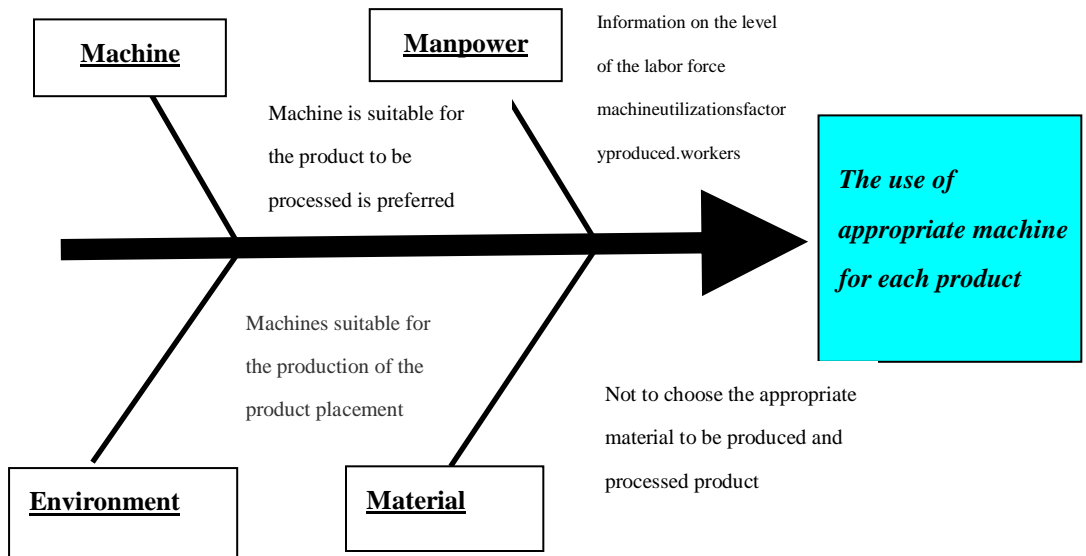 Machine
Machine is suitable for
the product to be
processed is preferred
Manpower
Information on the level
of the labor force
machineutilizationsfactor
yproduced.workers
The use of
appropriate machine
for each product
Environment
Machines suitable for
the production of the
product placement
Material
Not to choose the appropriate
material to be produced and
processed product